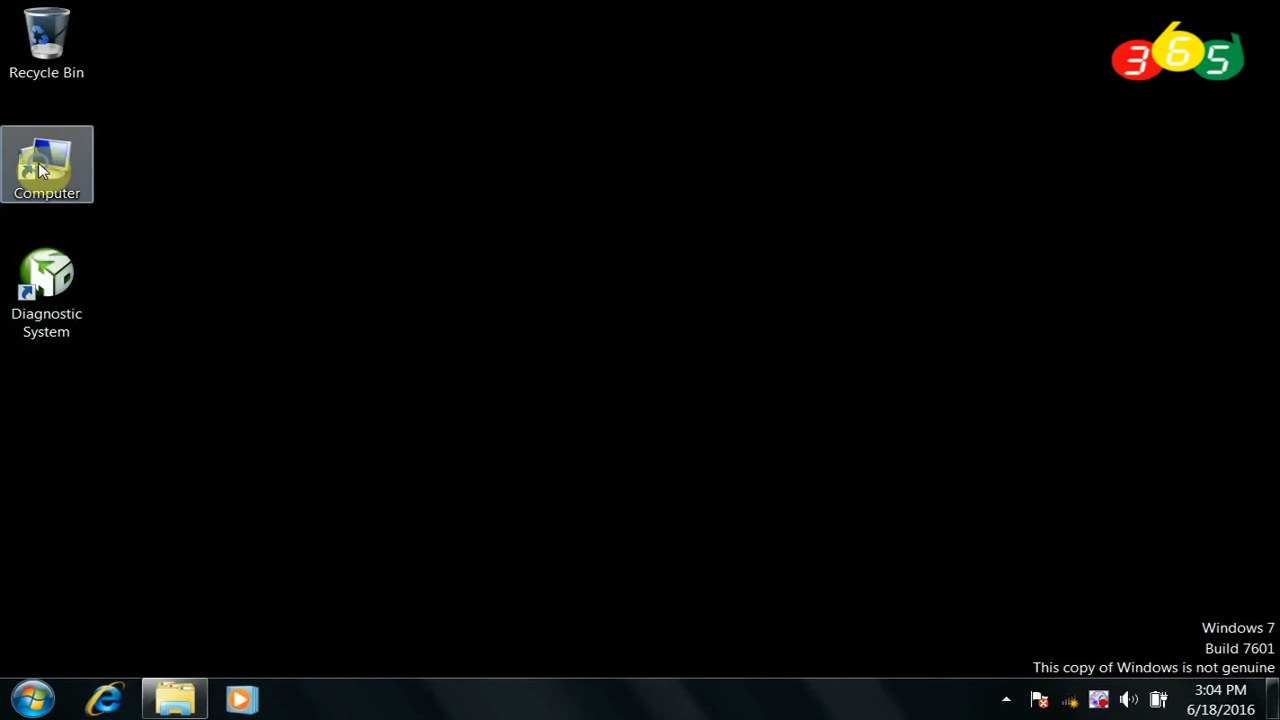 Recycle Bin
365
Computer
Diagnostic
System
Windows 7
Build 7601
This copy of Windows is not genuine
3:04 PM
6/18/2016